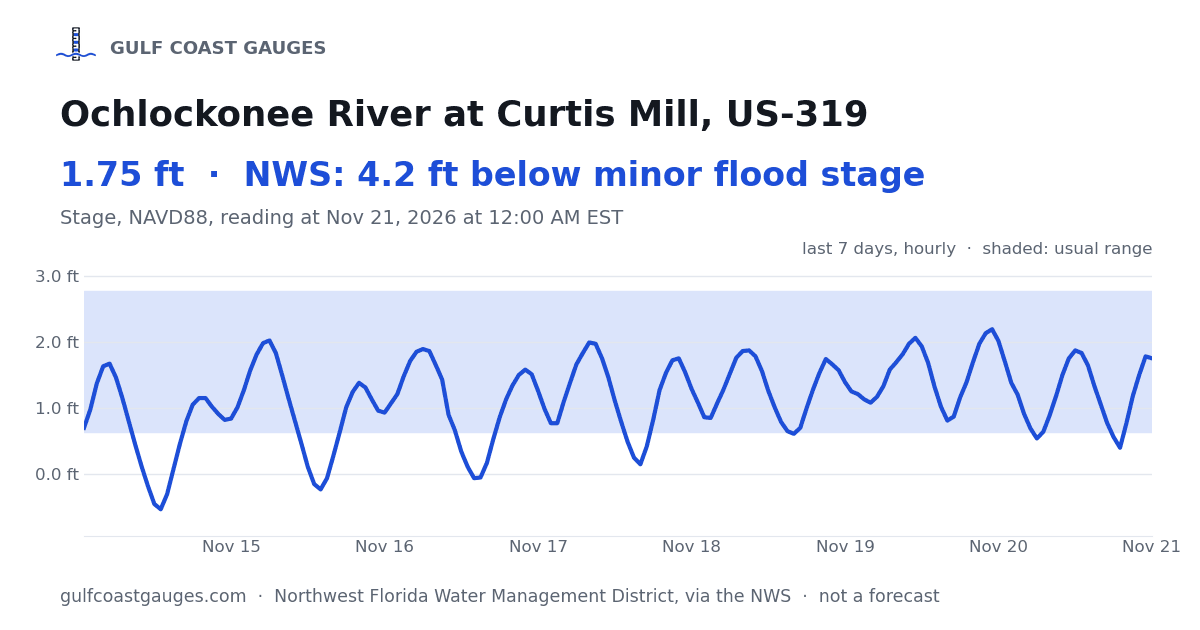 GULF COAST GAUGES
Ochlockonee River at Curtis Mill, US-319
1.75 ft · NWS: 4.2 ft below minor flood stage
Stage, NAVD88, reading at Nov 21, 2026 at 12:00 AM EST
last 7 days, hourly · shaded: usual range
3.0 ft
2.0 ft
1.0 ft
0.0 ft
Nov 15 Nov 16 Nov 17 Nov 18 Nov 19 Nov 20 Nov 21
gulfcoastgauges.com · Northwest Florida Water Management District, via the NWS · not a forecast